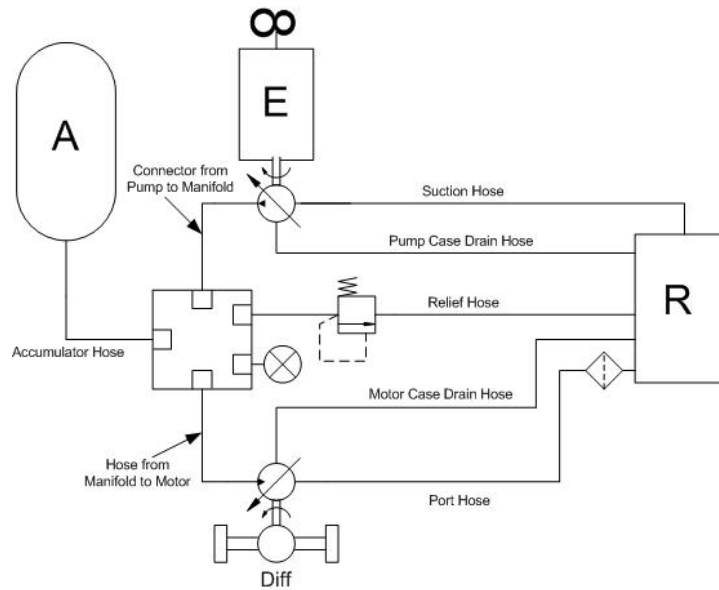 8
E
A
Connector from
Pump to Manifold
Suction Hose
Pump Case Drain Hose
R
Relief Hose
Accumulator Hose
Motor Case Drain Hose
Hose from
Manifold to Motor
Port Hose
Diff